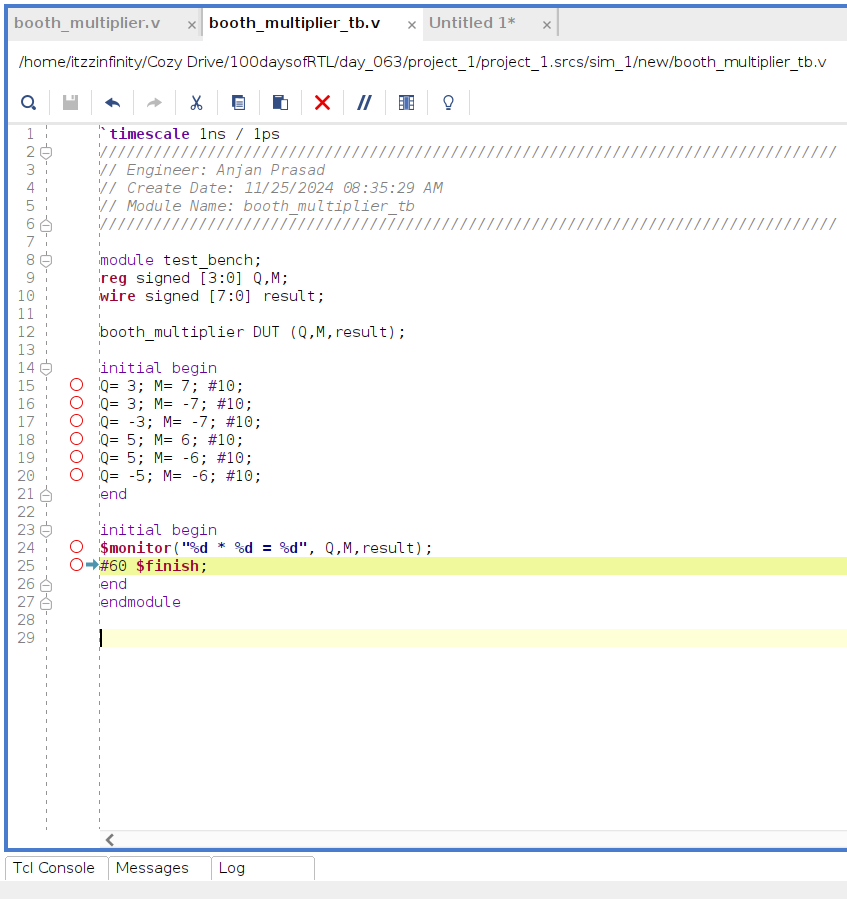 booth_multiplier.v × booth_multiplier_tb.v × Untitled 1* ×
/home/itzzinfinity/Cozy Drive/100daysofRTL/day_063/project_1/project_1.srcs/sim_1/new/booth_multiplier_tb.v
1 `timescale 1ns / 1ps
2 //////////////////////////////////////////////////////////////////////////////////
3 // Engineer: Anjan Prasad
4 // Create Date: 11/25/2024 08:35:29 AM
5 // Module Name: booth_multiplier_tb
6 //////////////////////////////////////////////////////////////////////////////////
7
8 module test_bench;
9 reg signed [3:0] Q,M;
10 wire signed [7:0] result;
11
12 booth_multiplier DUT (Q,M,result);
13
14 initial begin
15 Q= 3; M= 7; #10;
16 Q= 3; M= -7; #10;
17 Q= -3; M= -7; #10;
18 Q= 5; M= 6; #10;
19 Q= 5; M= -6; #10;
20 Q= -5; M= -6; #10;
21 end
22
23 initial begin
24 $monitor("%d * %d = %d", Q,M,result);
25 #60 $finish;
26 end
27 endmodule
28
29
Tcl Console Messages Log